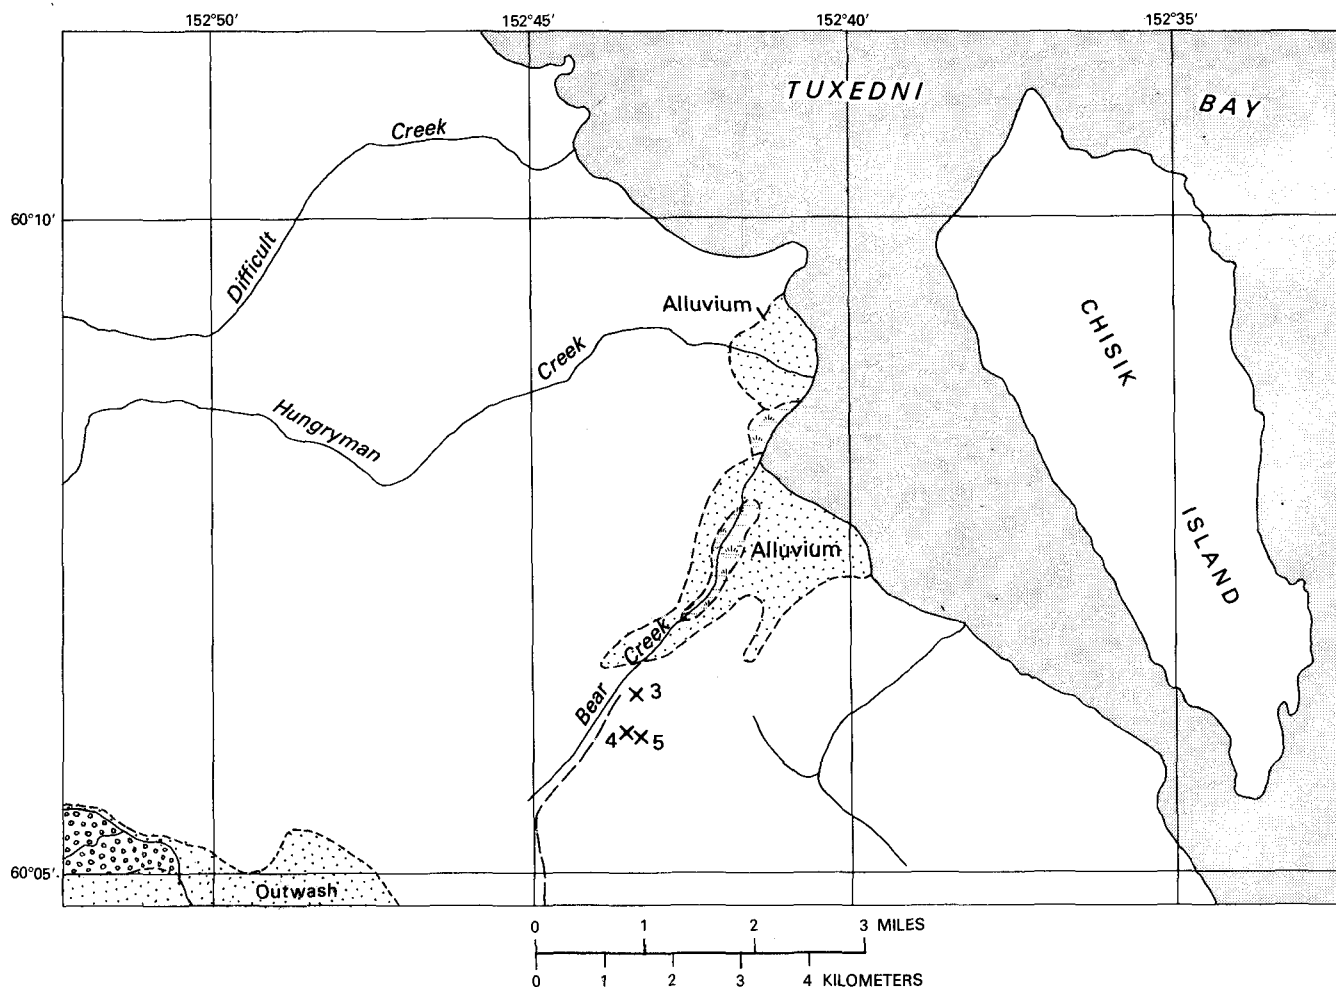 152°50′ 152°45′ 152°40′ 152°35′
TUXEDNI
BAY
Creek
60°10′
Difficult
Alluvium
CHISIK
Creek
Hungryman
ISLAND
Alluvium
Creek
Bear
3
4 5
60°05′
Outwash
0 1 2 3 MILES
0 1 2 3 4 KILOMETERS